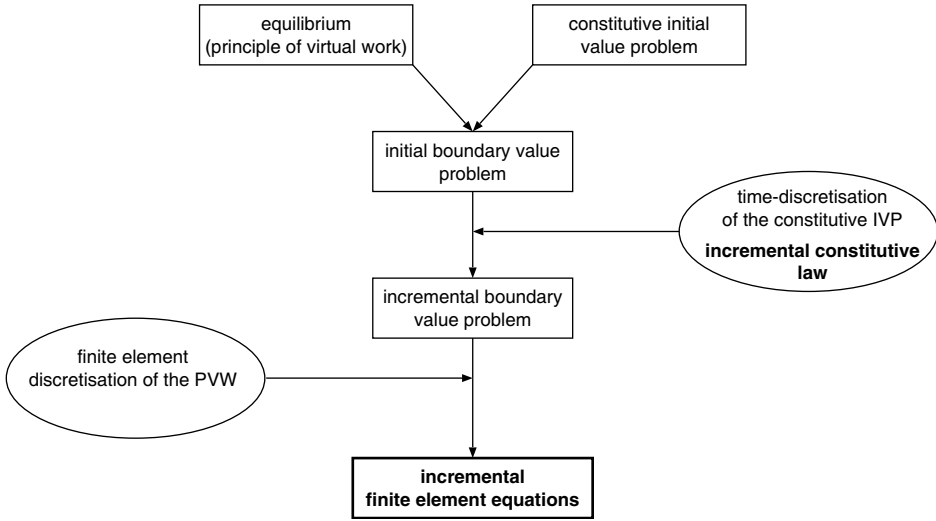 equilibrium
(principle of virtual work)
constitutive initial
value problem
initial boundary value
problem
time-discretisation
of the constitutive IVP
incremental constitutive
law
incremental boundary
value problem
finite element
discretisation of the PVW
incremental
finite element equations